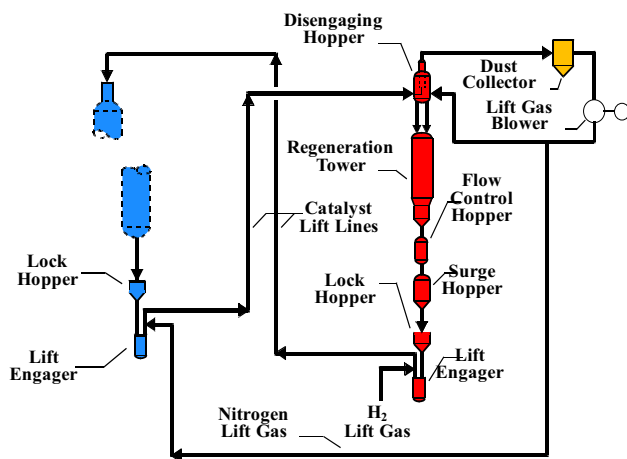 Disengaging
Hopper
Dust
Collector
Lift Gas
Blower
Regeneration
Tower
Flow
Control
Hopper
Catalyst
Lift Lines
Lock
Hopper
Lock
Hopper
Surge
Hopper
Lift
Engager
Lift
Engager
Nitrogen
Lift Gas
H2
Lift Gas